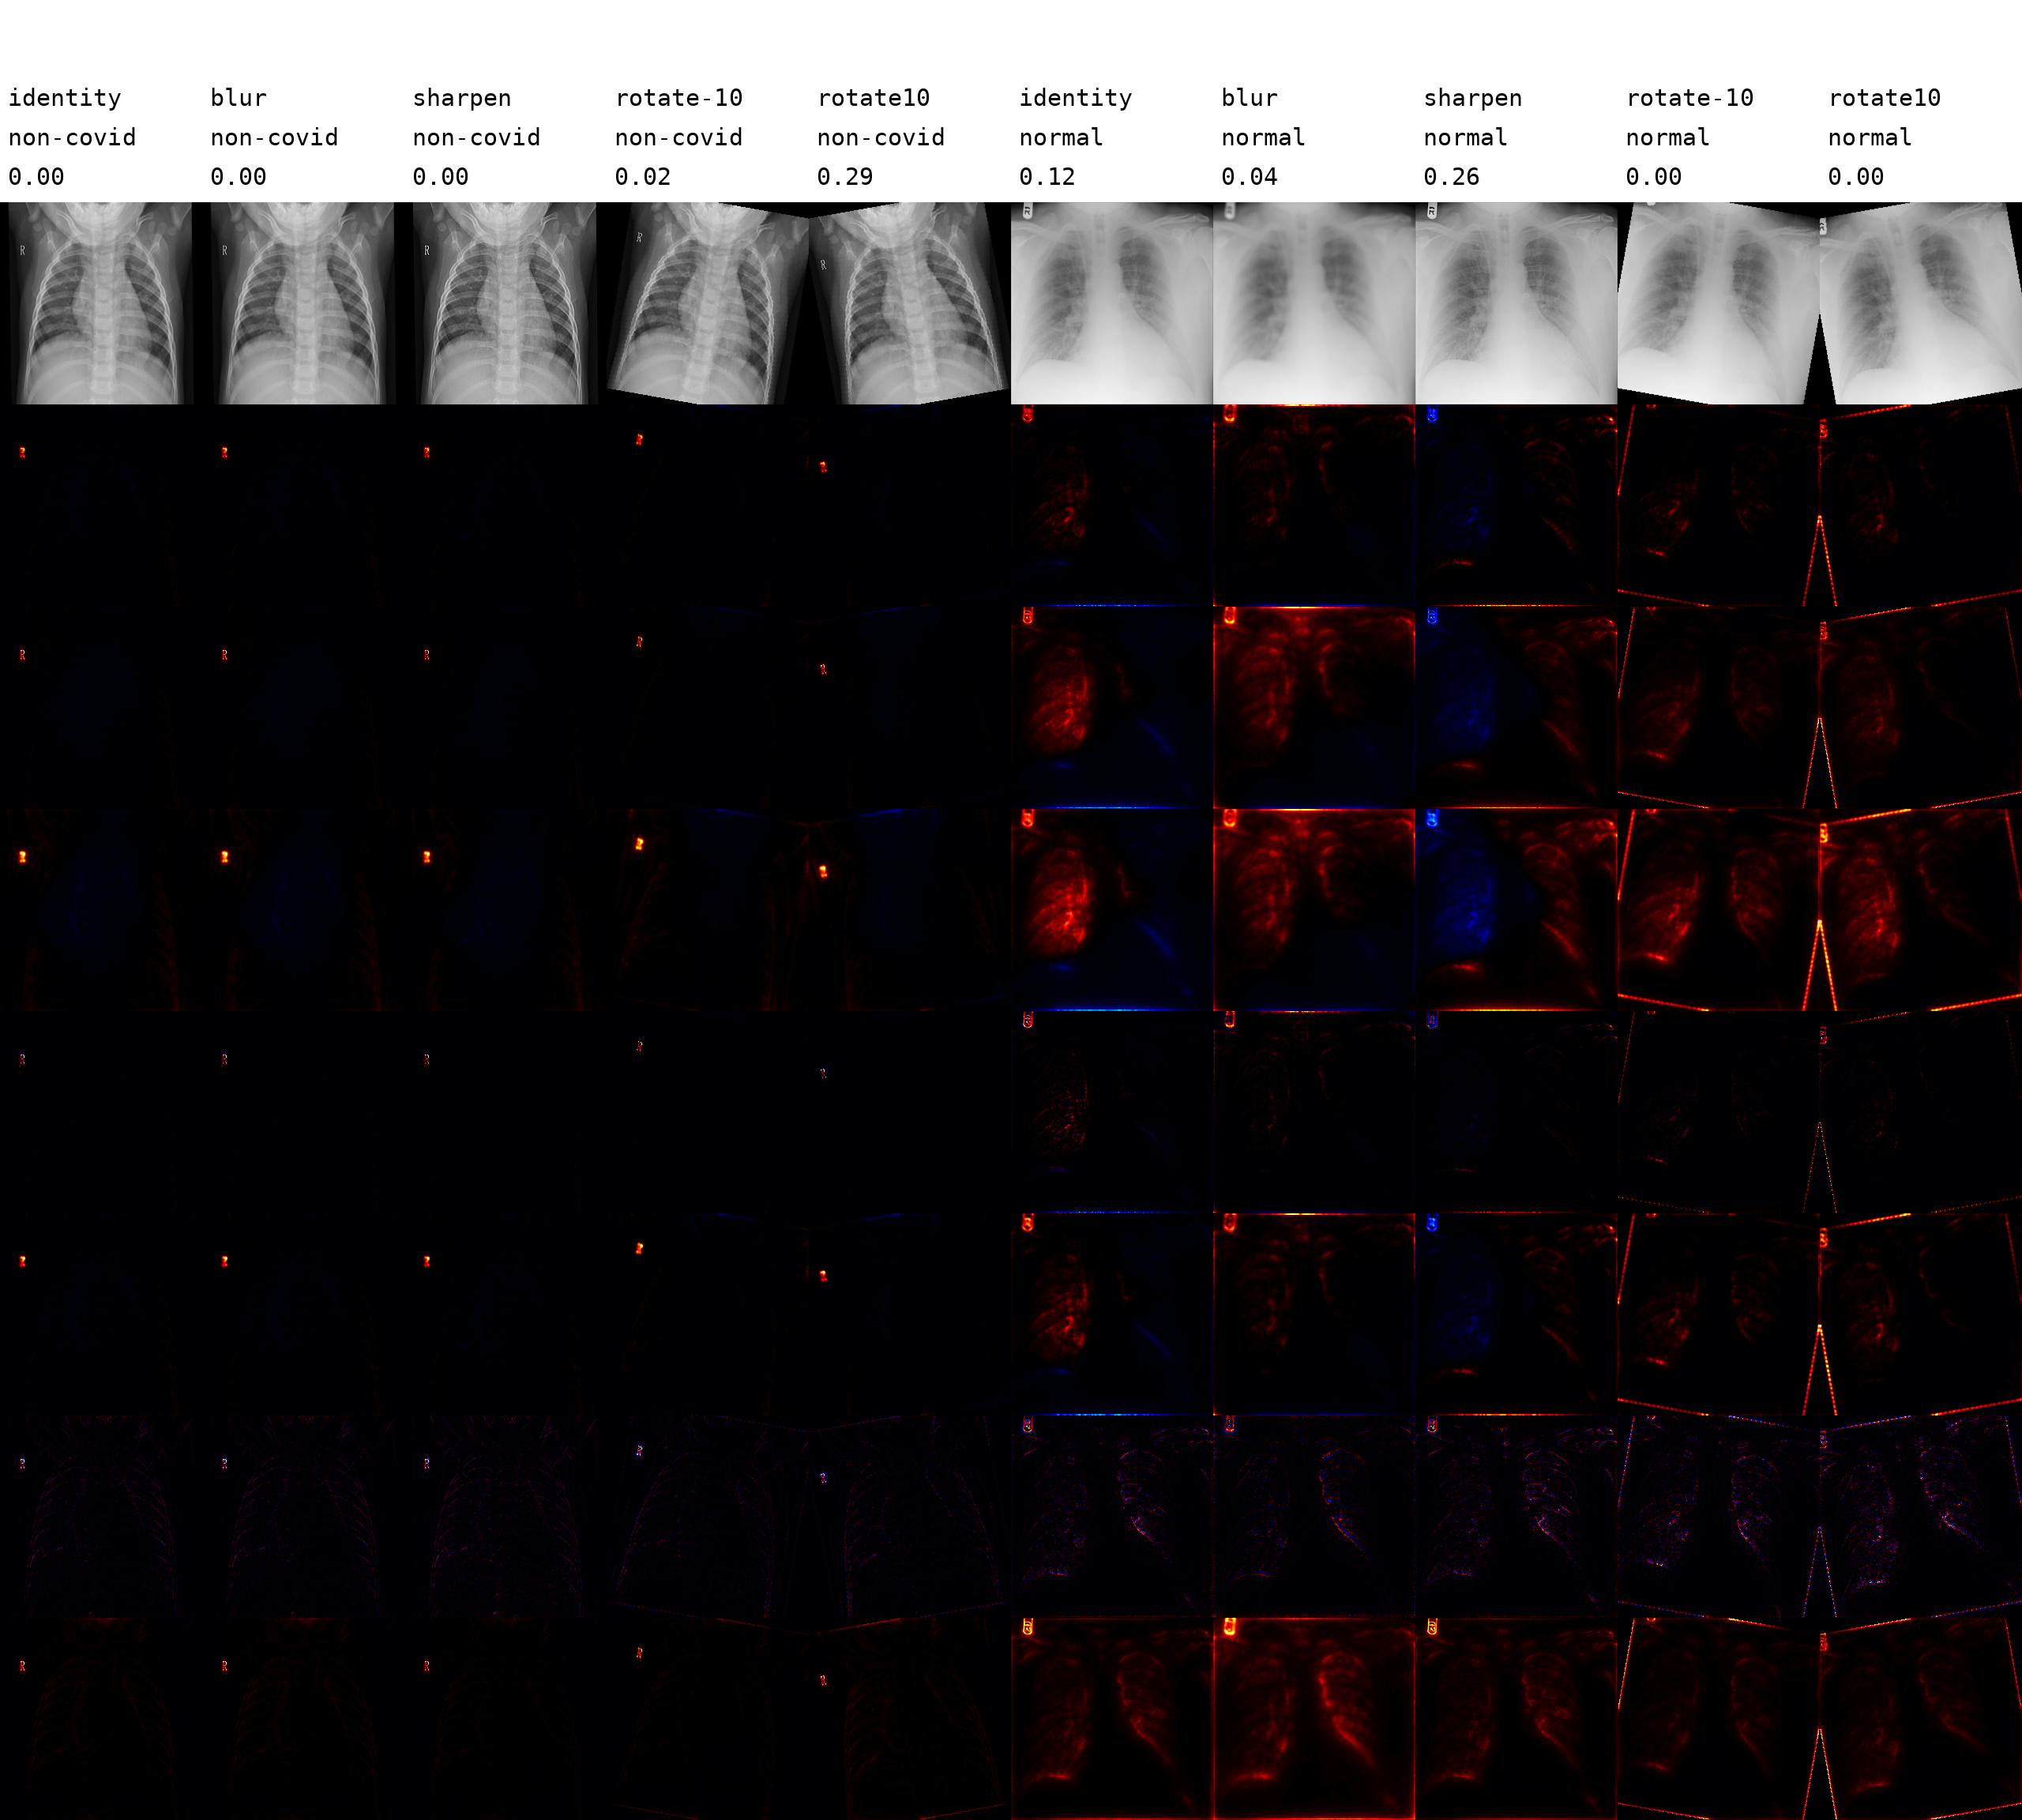 identity blur sharpen rotate-10 rotate10 identity blur sharpen rotate-10 rotate10
non-covid non-covid non-covid non-covid non-covid normal normal normal normal normal
0.00 0.00 0.00 0.02 0.29 0.12 0.04 0.26 0.00 0.00
R R R R R